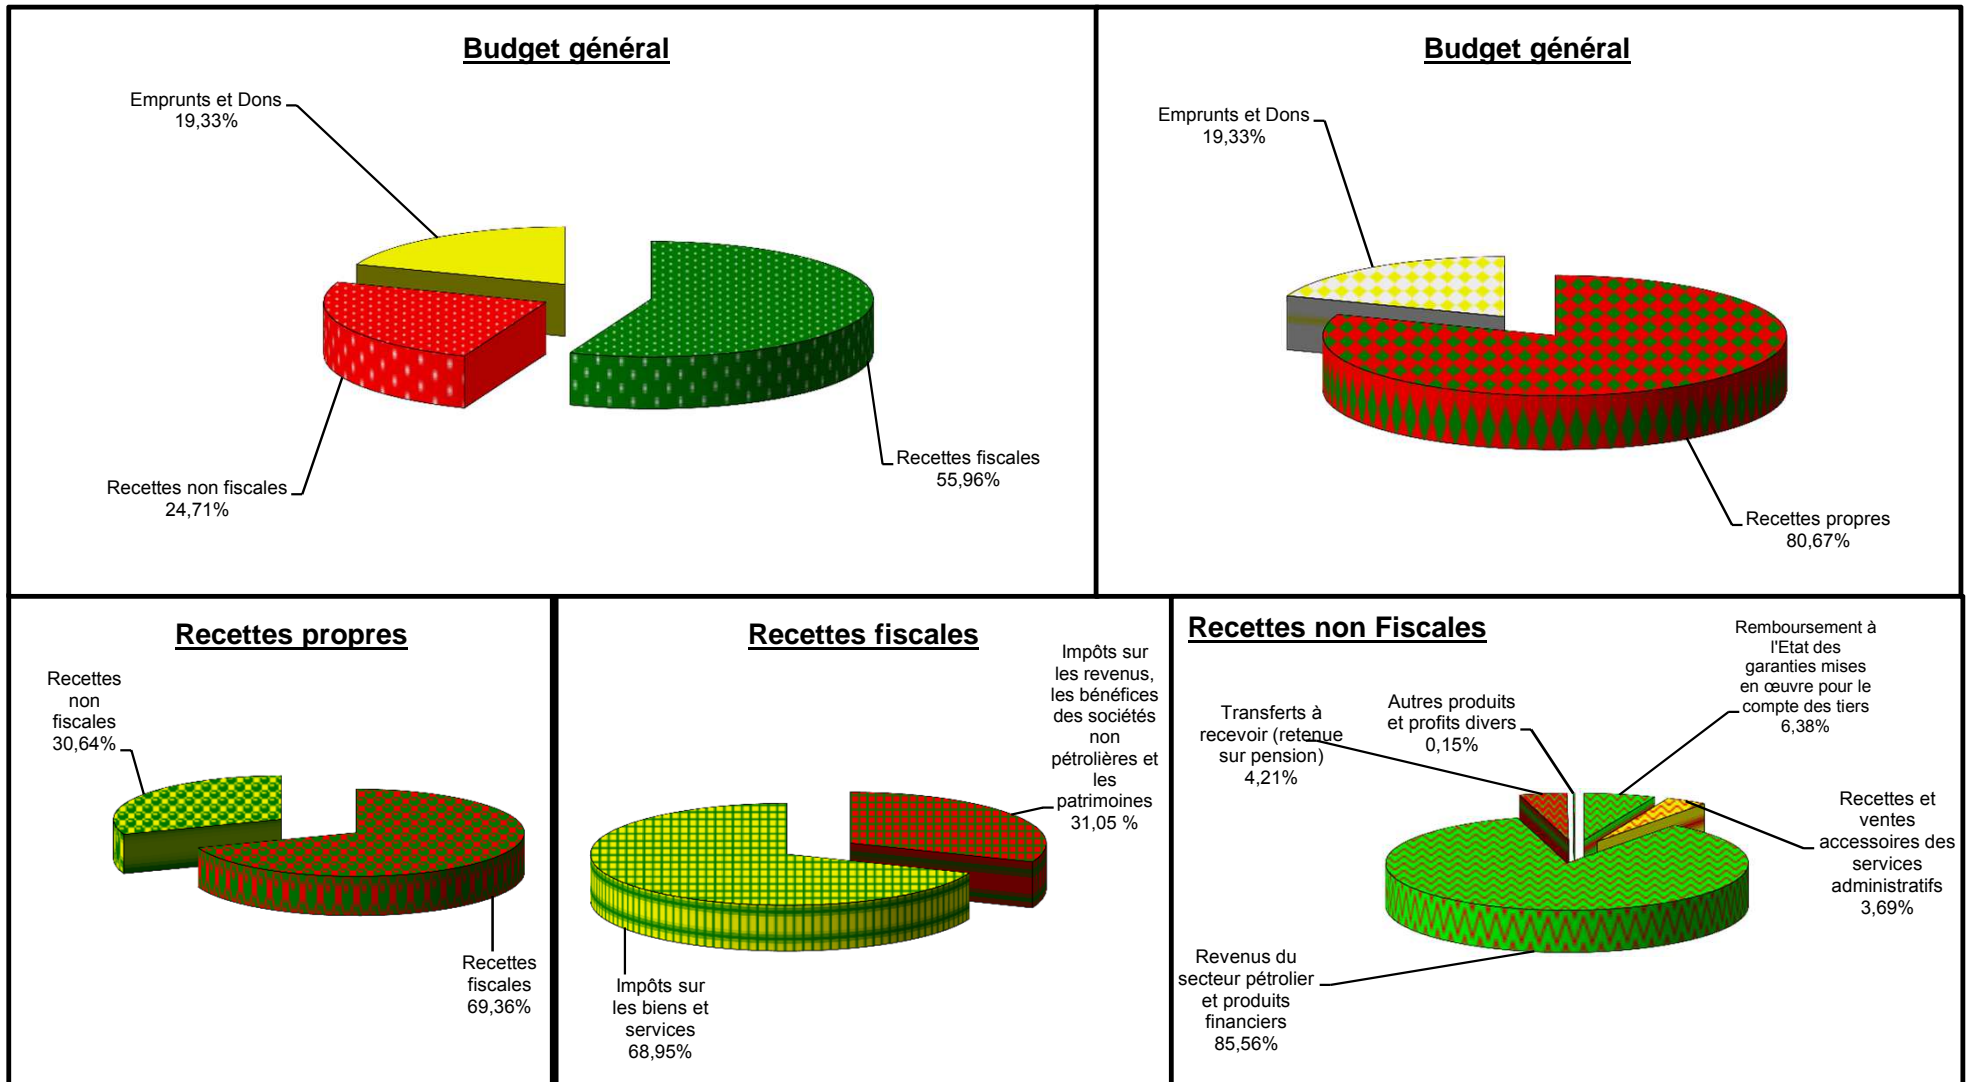 Budget général
Emprunts et Dons
19,33%
Recettes non fiscales
24,71%
Recettes fiscales
55,96%
Budget général
Emprunts et Dons
19,33%
Recettes propres
80,67%
Recettes propres
Recettes
non
fiscales
30,64%
Recettes
fiscales
69,36%
Recettes fiscales
Impôts sur
les revenus,
les bénéfices
des sociétés
non
pétrolières et
les
patrimoines
31,05 %
Impôts sur
les biens et
services
68,95%
Recettes non Fiscales
Transferts à
recevoir (retenue
sur pension)
4,21%
Autres produits
et profits divers
0,15%
Remboursement à
l'Etat des
garanties mises
en œuvre pour le
compte des tiers
6,38%
Recettes et
ventes
accessoires des
services
administratifs
3,69%
Revenus du
secteur pétrolier
et produits
financiers
85,56%